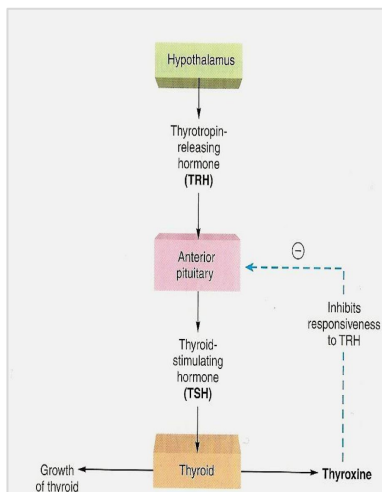 Hypothalamus
Thyrotropin-
releasing
hormone
(TRH)
Anterior
pituitary
−
Inhibits
responsiveness
to TRH
Thyroid-
stimulating
hormone
(TSH)
Growth
of thyroid
Thyroid
Thyroxine